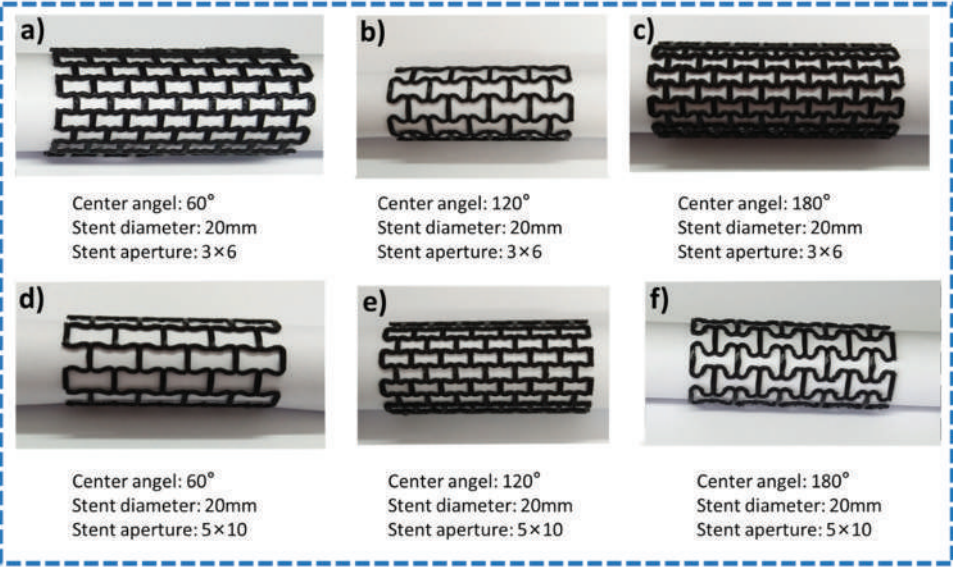 a)
b)
c)
Center angel: 60°
Stent diameter: 20mm
Stent aperture: 3×6
Center angel: 120°
Stent diameter: 20mm
Stent aperture: 3×6
Center angel: 180°
Stent diameter: 20mm
Stent aperture: 3×6
d)
e)
f)
Center angel: 60°
Stent diameter: 20mm
Stent aperture: 5×10
Center angel: 120°
Stent diameter: 20mm
Stent aperture: 5×10
Center angel: 180°
Stent diameter: 20mm
Stent aperture: 5×10